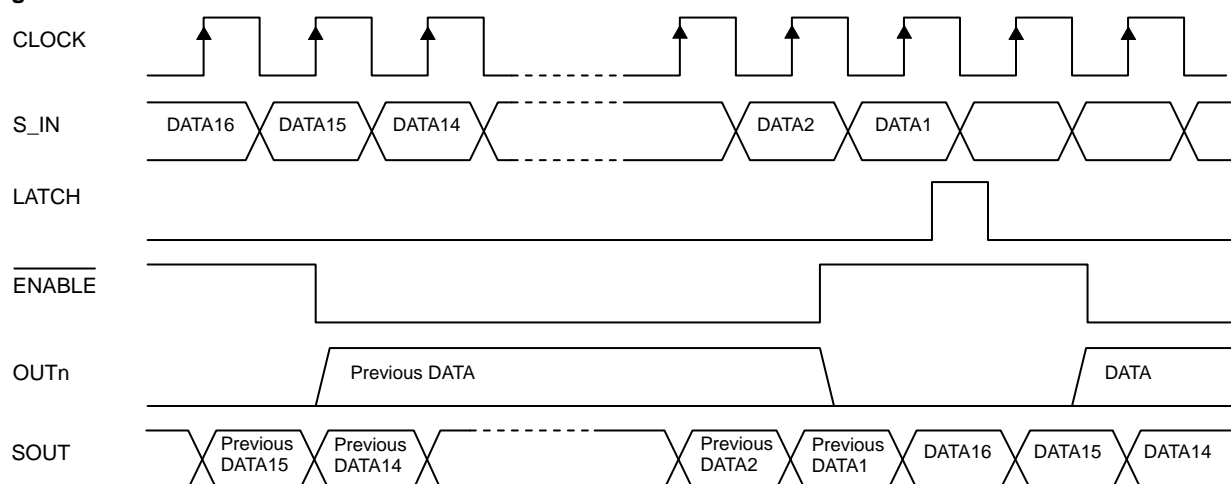 CLOCK
S_IN
DATA16
DATA15
DATA14
DATA2
DATA1
LATCH
ENABLE
OUTn
Previous DATA
DATA
SOUT
Previous
DATA15
Previous
DATA14
Previous
DATA2
Previous
DATA1
DATA16
DATA15
DATA14